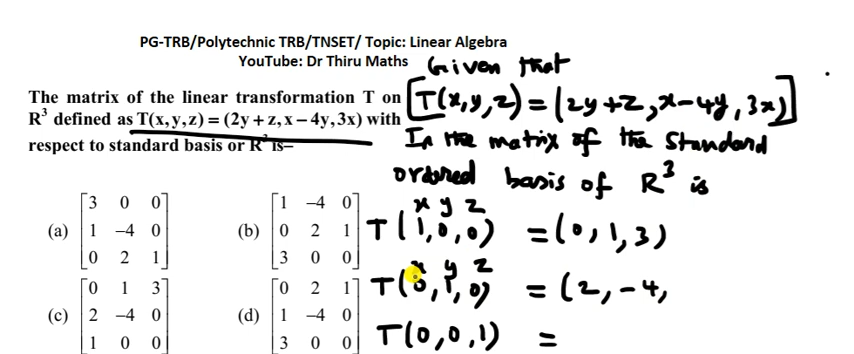 PG-TRB/Polytechnic TRB/TNSET/ Topic: Linear Algebra
YouTube: Dr Thiru Maths
The matrix of the linear transformation T on
R³ defined as T(x,y,z) = (2y + z, x – 4y, 3x) with
respect to standard basis or R³ is–
(a) [3 0 0
1 –4 0
0 2 1]
(b) [1 –4 0
0 2 1
3 0 0]
(c) [0 1 3
2 –4 0
1 0 0]
(d) [0 2 1
1 –4 0
3 0 0]
Given that
[T(x,y,z) = (2y+z, x-4y, 3x)]
In the matrix of the standard
ordered basis of R³ is
x y z
T(1,0,0) = (0,1,3)
x y z
T(0,1,0) = (2,-4,
T(0,0,1) =